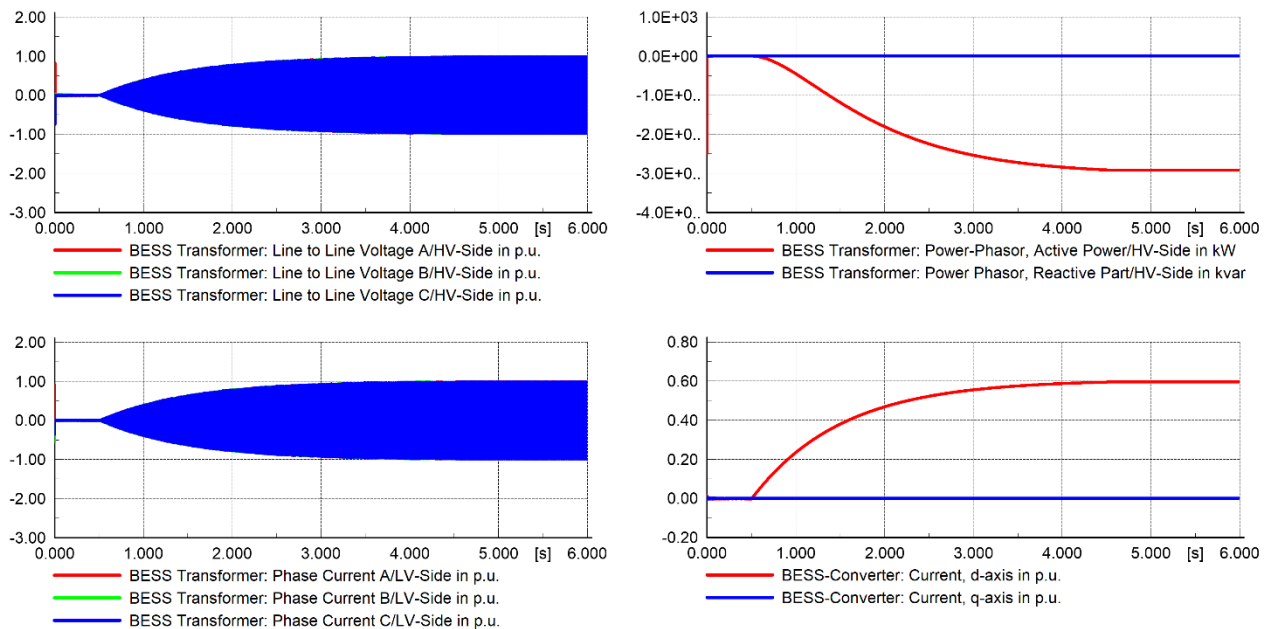 2.00
1.00
0.00
-1.00
-2.00
-3.00
0.000 1.000 2.000 3.000 4.000 5.000 [s] 6.000
BESS Transformer: Line to Line Voltage A/HV-Side in p.u.
BESS Transformer: Line to Line Voltage B/HV-Side in p.u.
BESS Transformer: Line to Line Voltage C/HV-Side in p.u.
1.0E+03
0.0E+00
-1.0E+0..
-2.0E+0..
-3.0E+0..
-4.0E+0..
0.000 1.000 2.000 3.000 4.000 5.000 [s] 6.000
BESS Transformer: Power-Phasor, Active Power/HV-Side in kW
BESS Transformer: Power Phasor, Reactive Part/HV-Side in kvar
2.00
1.00
0.00
-1.00
-2.00
-3.00
0.000 1.000 2.000 3.000 4.000 5.000 [s] 6.000
BESS Transformer: Phase Current A/LV-Side in p.u.
BESS Transformer: Phase Current B/LV-Side in p.u.
BESS Transformer: Phase Current C/LV-Side in p.u.
0.80
0.60
0.40
0.20
0.00
-0.20
0.000 1.000 2.000 3.000 4.000 5.000 [s] 6.000
BESS-Converter: Current, d-axis in p.u.
BESS-Converter: Current, q-axis in p.u.